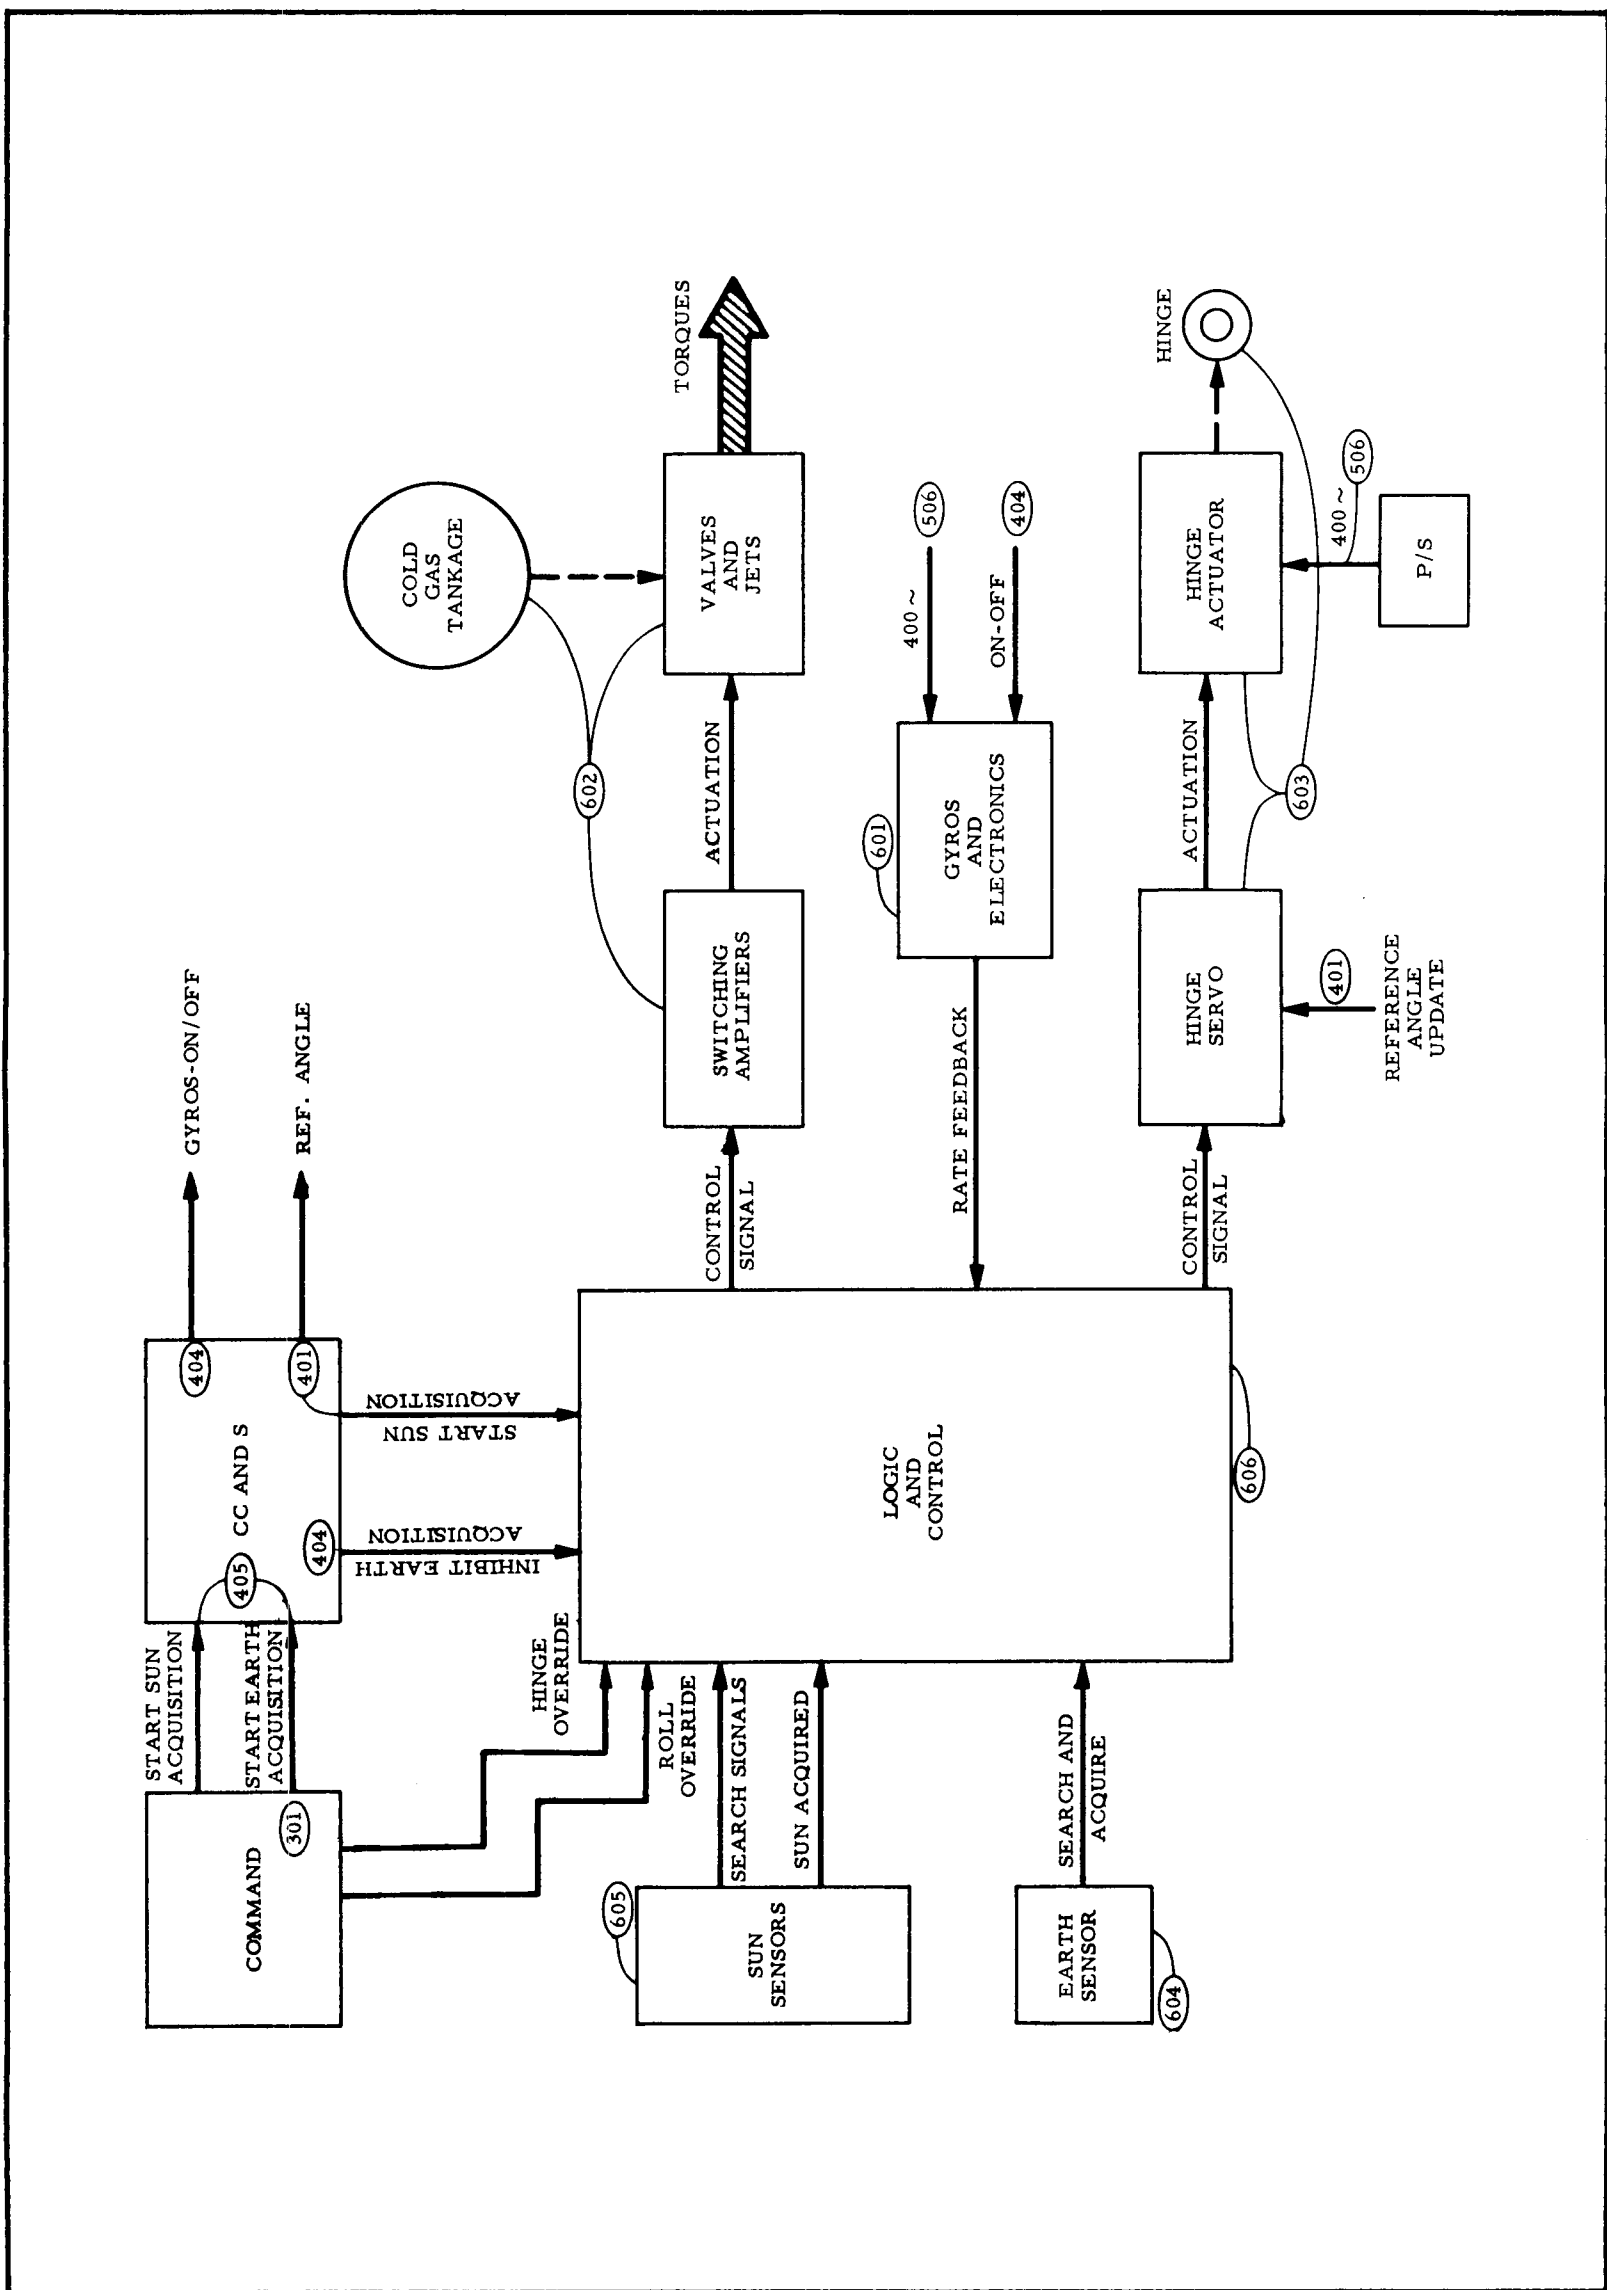 START SUN
ACQUISITION
START EARTH
ACQUISITION
COMMAND
301
405
CC AND S
404
401
404
GYROS-ON/OFF
REF. ANGLE
INHIBIT EARTH
ACQUISITION
START SUN
ACQUISITION
HINGE
OVERRIDE
ROLL
OVERRIDE
605
SUN
SENSORS
SEARCH SIGNALS
SUN ACQUIRED
EARTH
SENSOR
604
SEARCH AND
ACQUIRE
LOGIC
AND
CONTROL
606
CONTROL
SIGNAL
SWITCHING
AMPLIFIERS
602
ACTUATION
COLD
GAS
TANKAGE
VALVES
AND
JETS
TORQUES
RATE FEEDBACK
601
GYROS
AND
ELECTRONICS
400 ~
506
ON-OFF
404
CONTROL
SIGNAL
HINGE
SERVO
401
REFERENCE
ANGLE
UPDATE
ACTUATION
603
HINGE
ACTUATOR
HINGE
400 ~
506
P/S